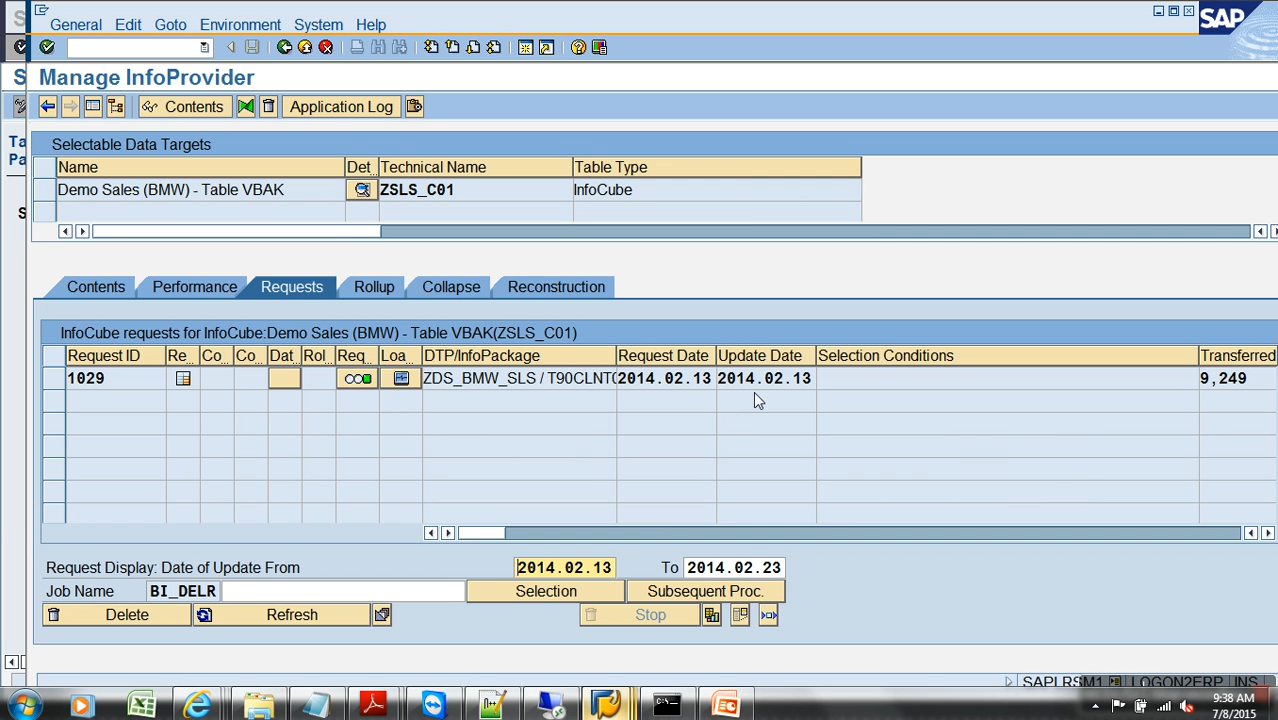 General Edit Goto Environment System Help
SAP
S Manage InfoProvider
Contents Application Log
Ta Selectable Data Targets
Pa Name Det Technical Name Table Type
Demo Sales (BMW) - Table VBAK ZSLS_C01 InfoCube
S
Contents Performance Requests Rollup Collapse Reconstruction
InfoCube requests for InfoCube:Demo Sales (BMW) - Table VBAK(ZSLS_C01)
Request ID Re Co Co Dat Rol Req Loa DTP/InfoPackage Request Date Update Date Selection Conditions Transferred
1029 ZDS_BMW_SLS / T90CLNT0 2014.02.13 2014.02.13 9,249
Request Display: Date of Update From 2014.02.13 To 2014.02.23
Job Name BI_DELR Selection Subsequent Proc.
Delete Refresh Stop
SAPLRSM1 LOGON2ERP INS
9:38 AM
7/8/2015